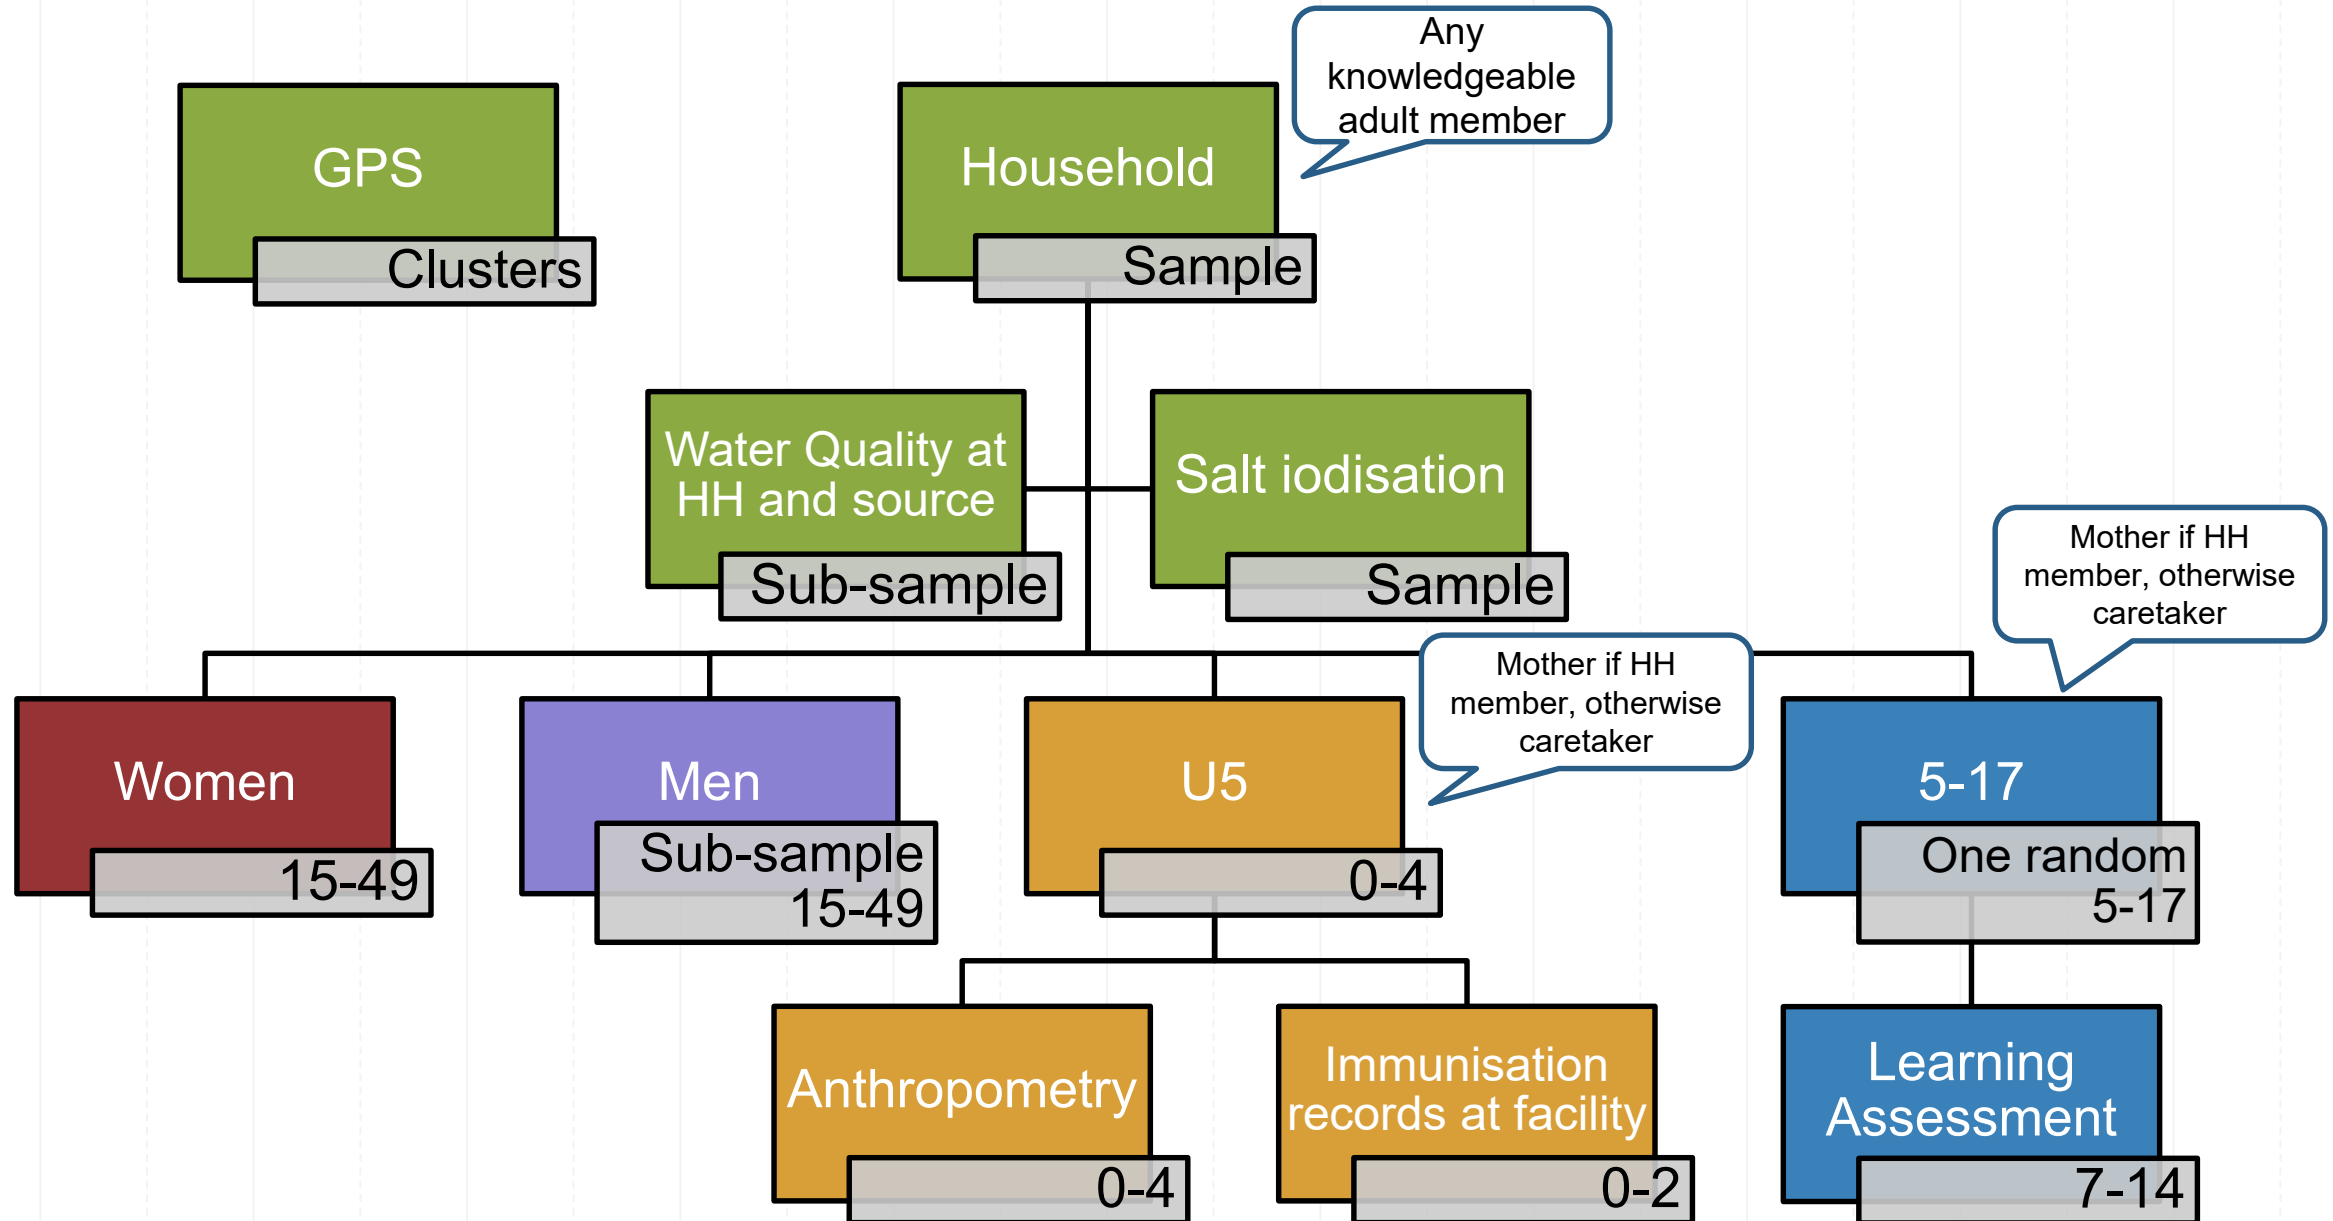 Any
knowledgeable
adult member
GPS
Clusters
Household
Sample
Water Quality at
HH and source
Sub-sample
Salt iodisation
Sample
Mother if HH
member, otherwise
caretaker
Mother if HH
member, otherwise
caretaker
Women
15-49
Men
Sub-sample
15-49
U5
0-4
5-17
One random
5-17
Anthropometry
0-4
Immunisation
records at facility
0-2
Learning
Assessment
7-14